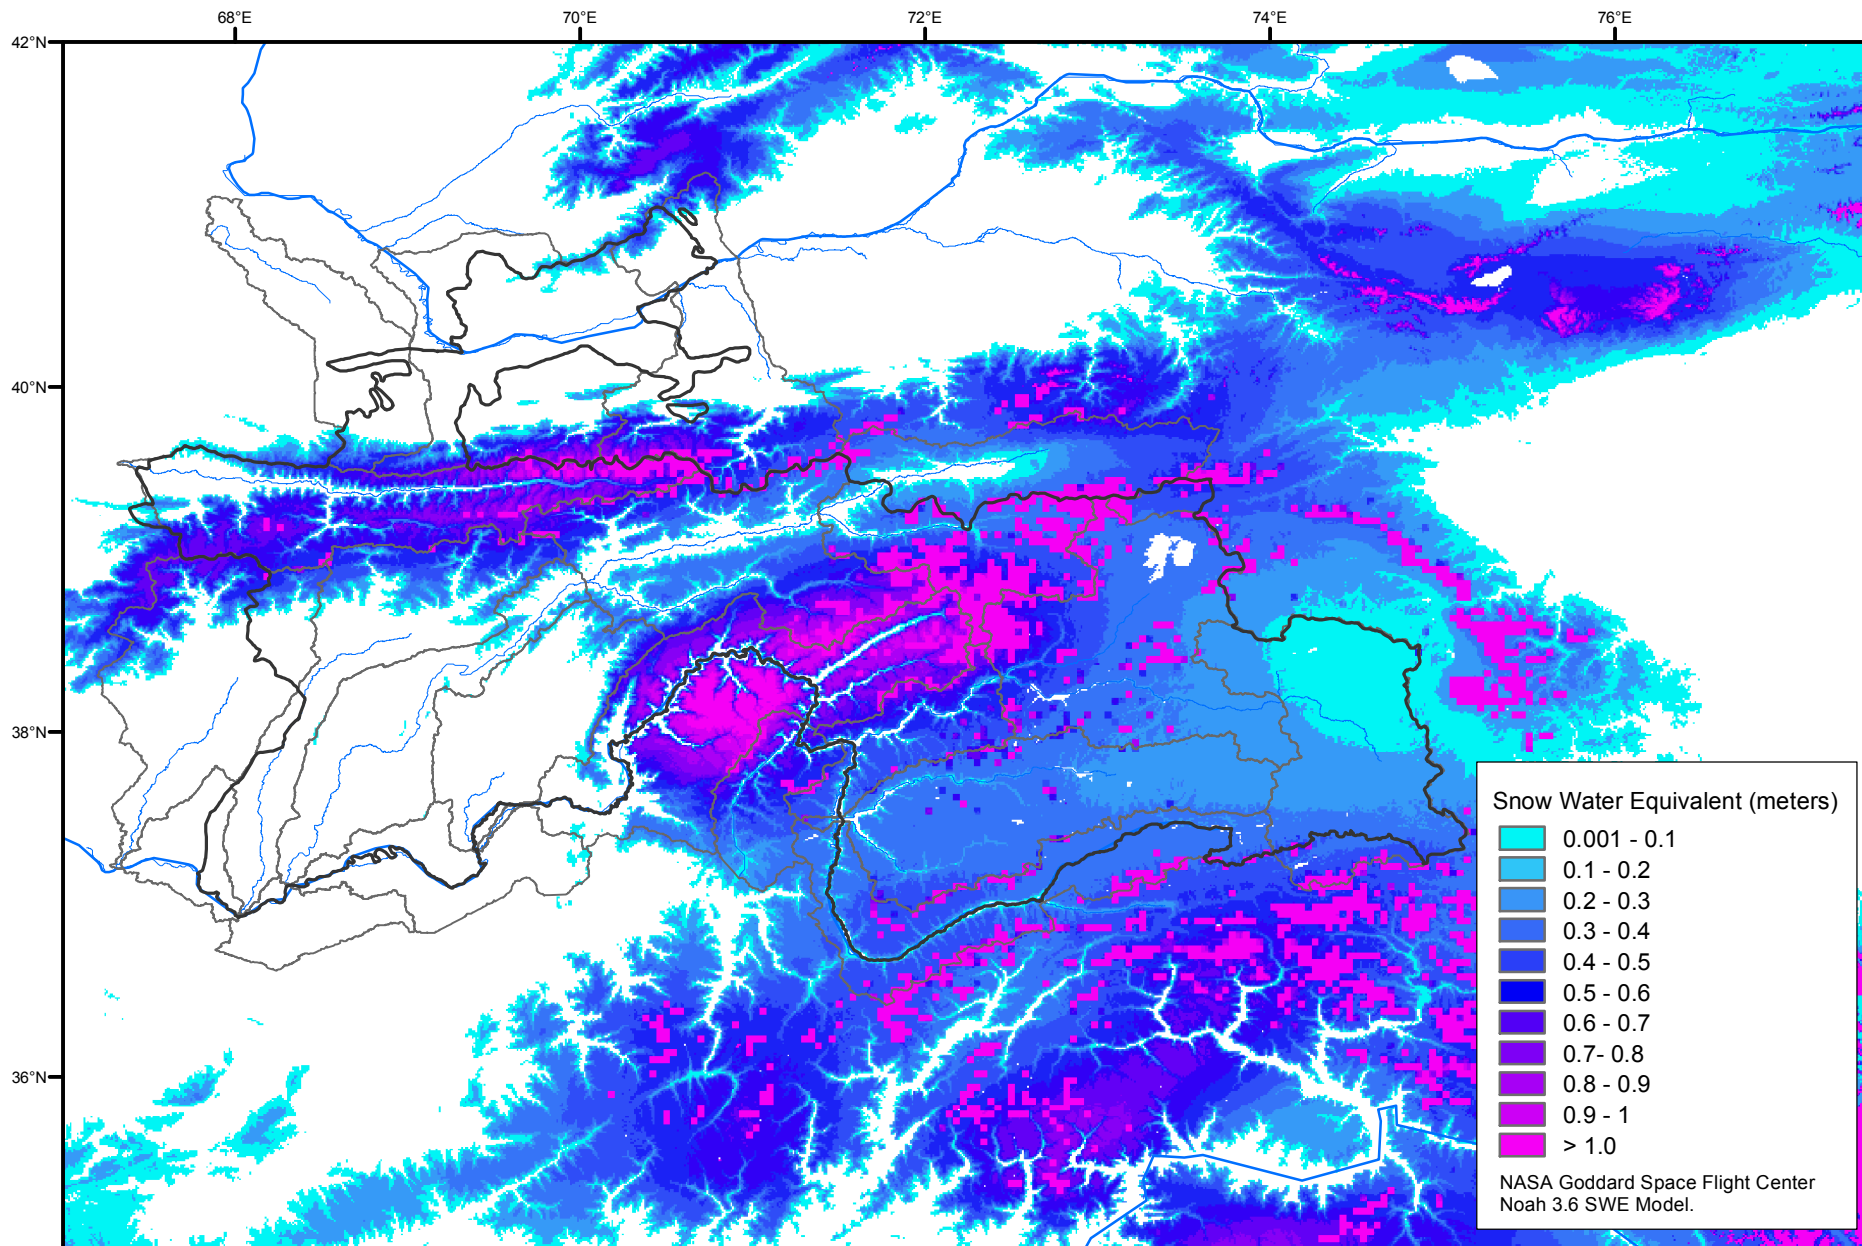 68°E
70°E
72°E
74°E
76°E
42°N
40°N
38°N
36°N
Snow Water Equivalent (meters)
0.001 - 0.1
0.1 - 0.2
0.2 - 0.3
0.3 - 0.4
0.4 - 0.5
0.5 - 0.6
0.6 - 0.7
0.7- 0.8
0.8 - 0.9
0.9 - 1
> 1.0
NASA Goddard Space Flight Center
Noah 3.6 SWE Model.